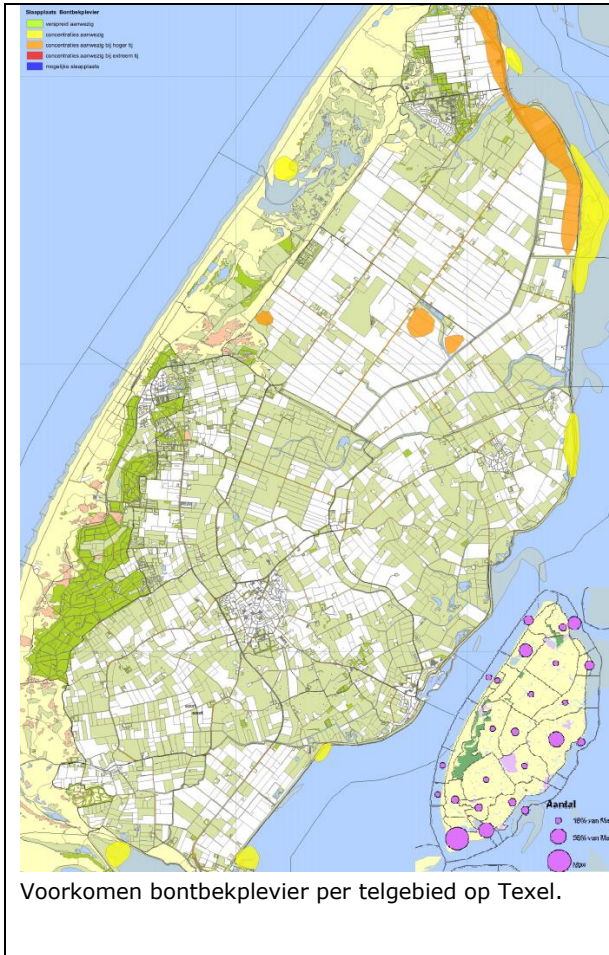 Slaapplaats Bontbekplevier
verspreid aanwezig
concentraties aanwezig
concentraties aanwezig bij hoger tij
concentraties aanwezig bij extreem tij
mogelijke slaapplaats
Aantal
Voorkomen bontbekplevier per telgebied op Texel.